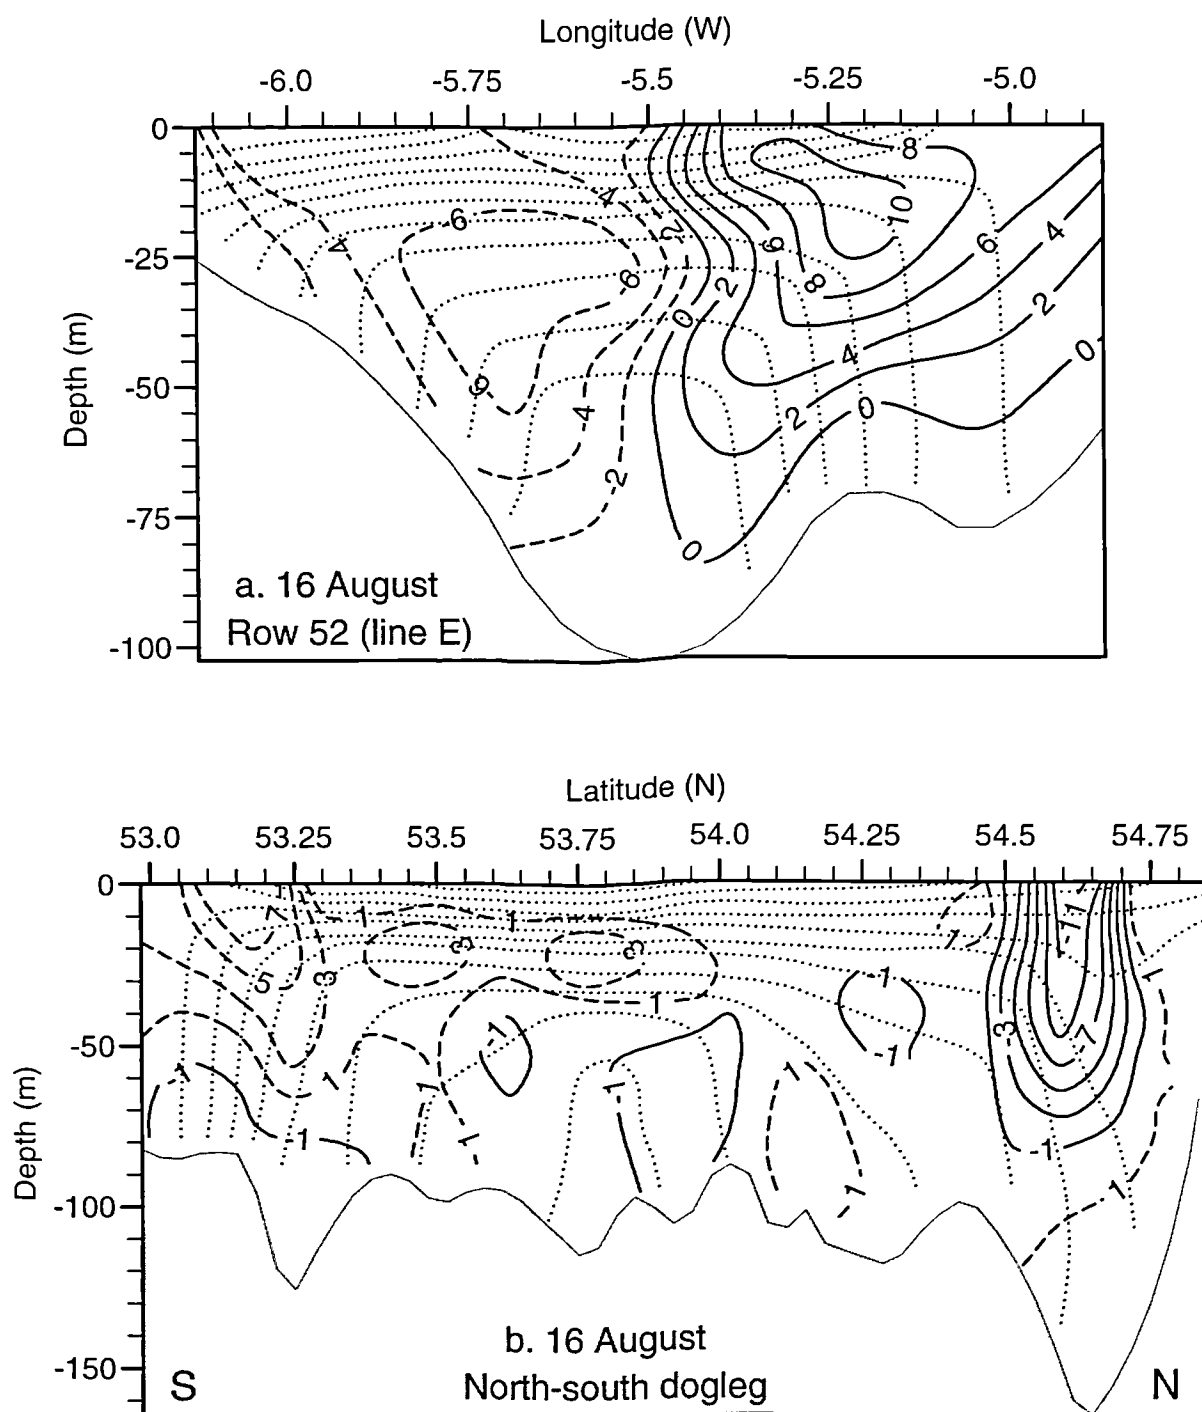 Longitude (W)
-6.0 -5.75 -5.5 -5.25 -5.0
0
-25
-50
-75
-100
Depth (m)
4 6 4 2 6 6 4 2
0 2 0 6 8 8 10 6 4 2 0 4 2 0
a. 16 August
Row 52 (line E)
Latitude (N)
53.0 53.25 53.5 53.75 54.0 54.25 54.5 54.75
0
-50
-100
-150
Depth (m)
7 5 3 1 1 3 3 1 1 -11
-1 -1 1 1 1 -1 -1 1 1 -1 -1 3 -7 -1 1 1
b. 16 August
North-south dogleg
S N